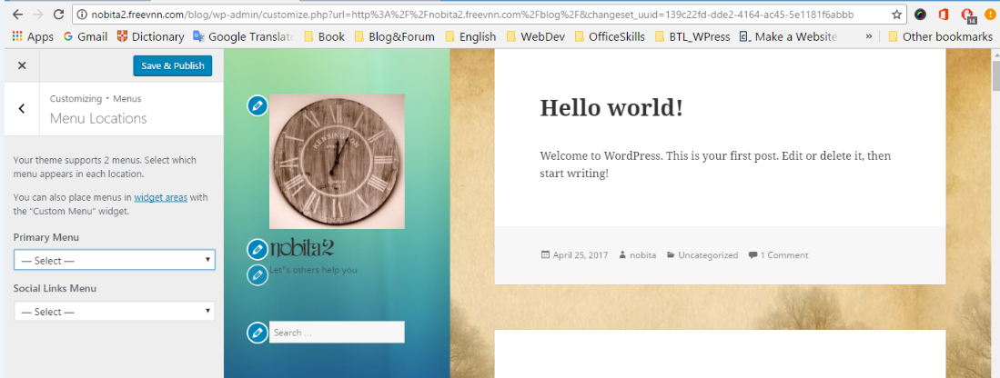 nobita2.freevnn.com/blog/wp-admin/customize.php?url=http%3A%2F%2Fnobita2.freevnn.com%2Fblog%2F&changeset_uuid=139c22fd-dde2-4164-ac45-5e1181f6abbb
14
Apps Gmail Dictionary Google Translate Book Blog&Forum English WebDev OfficeSkills BTL_WPress Make a Website » Other bookmarks
Save & Publish
Customizing • Menus
Menu Locations
Your theme supports 2 menus. Select which
menu appears in each location.
You can also place menus in widget areas with
the "Custom Menu" widget.
Primary Menu
— Select —
Social Links Menu
— Select —
KENSINGTON
nobita2
Let"s others help you
Search ...
Hello world!
Welcome to WordPress. This is your first post. Edit or delete it, then
start writing!
April 25, 2017 nobita Uncategorized 1 Comment